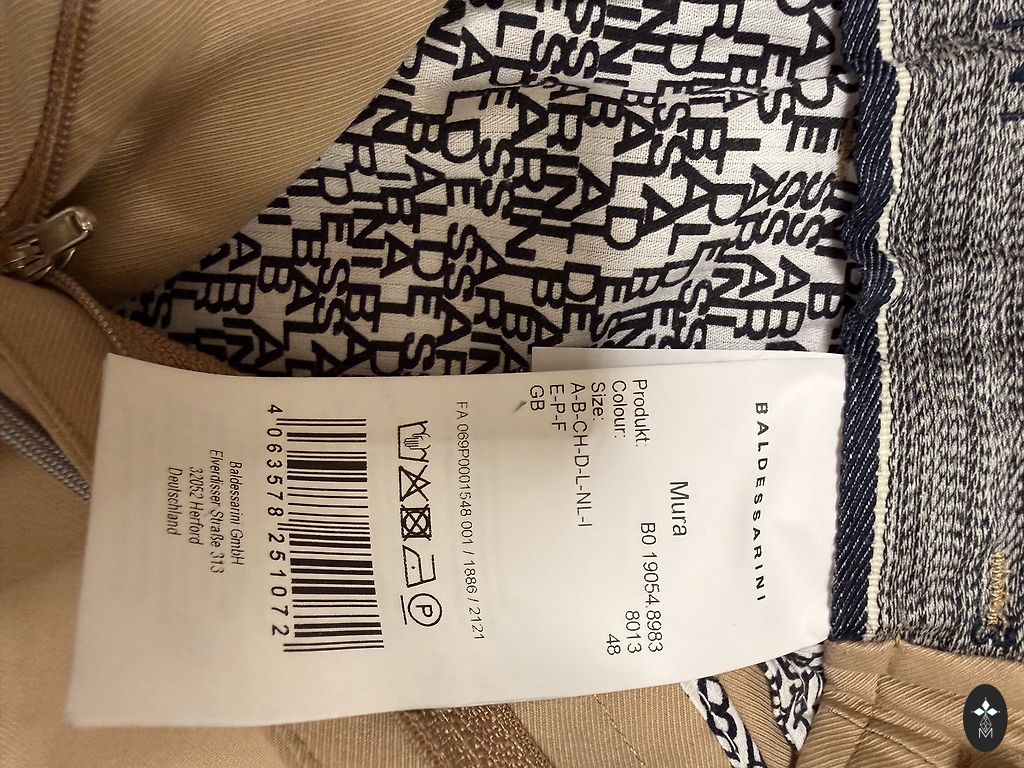 BALDESSARINI
Mura
Produkt: B0 19054.8983
Colour: 8013
Size: 48
A-B-CH-D-L-NL-I
E-P-F
GB
FA 069P0001548 001 / 1886 / 2121
P
4 063578 251072
Baldessarini GmbH
Elverdisser Straße 313
32052 Herford
Deutschland
M